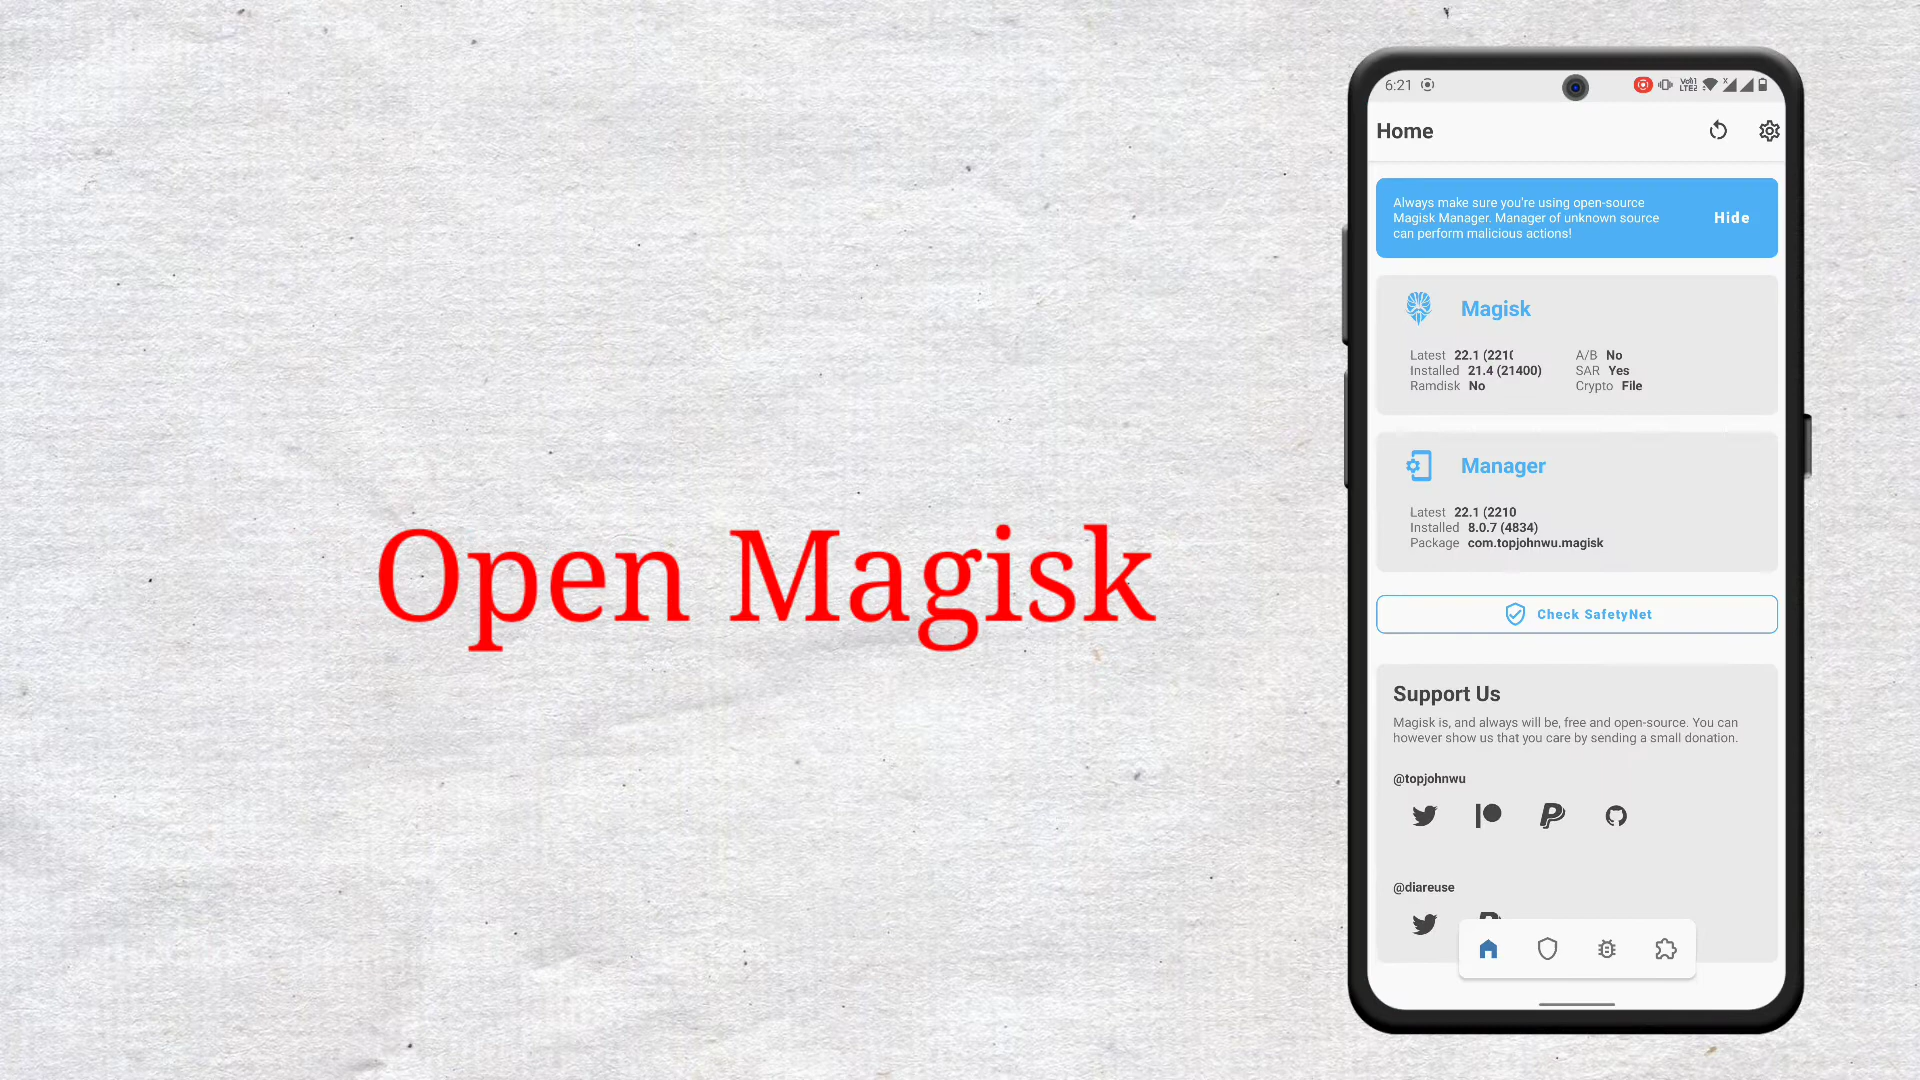 Open Magisk
6:21
Home
Always make sure you're using open-source
Magisk Manager. Manager of unknown source
can perform malicious actions!
Hide
Magisk
Latest 22.1 (2210
Installed 21.4 (21400)
Ramdisk No
A/B No
SAR Yes
Crypto File
Manager
Latest 22.1 (2210
Installed 8.0.7 (4834)
Package com.topjohnwu.magisk
Check SafetyNet
Support Us
Magisk is, and always will be, free and open-source. You can
however show us that you care by sending a small donation.
@topjohnwu
@diareuse